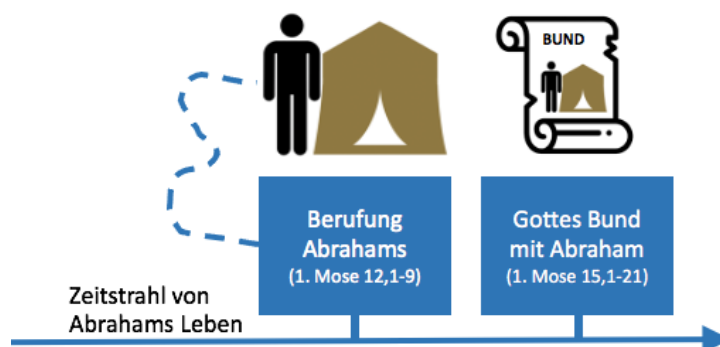 BUND
Berufung
Abrahams
(1. Mose 12,1-9)
Gottes Bund
mit Abraham
(1. Mose 15,1-21)
Zeitstrahl von
Abrahams Leben